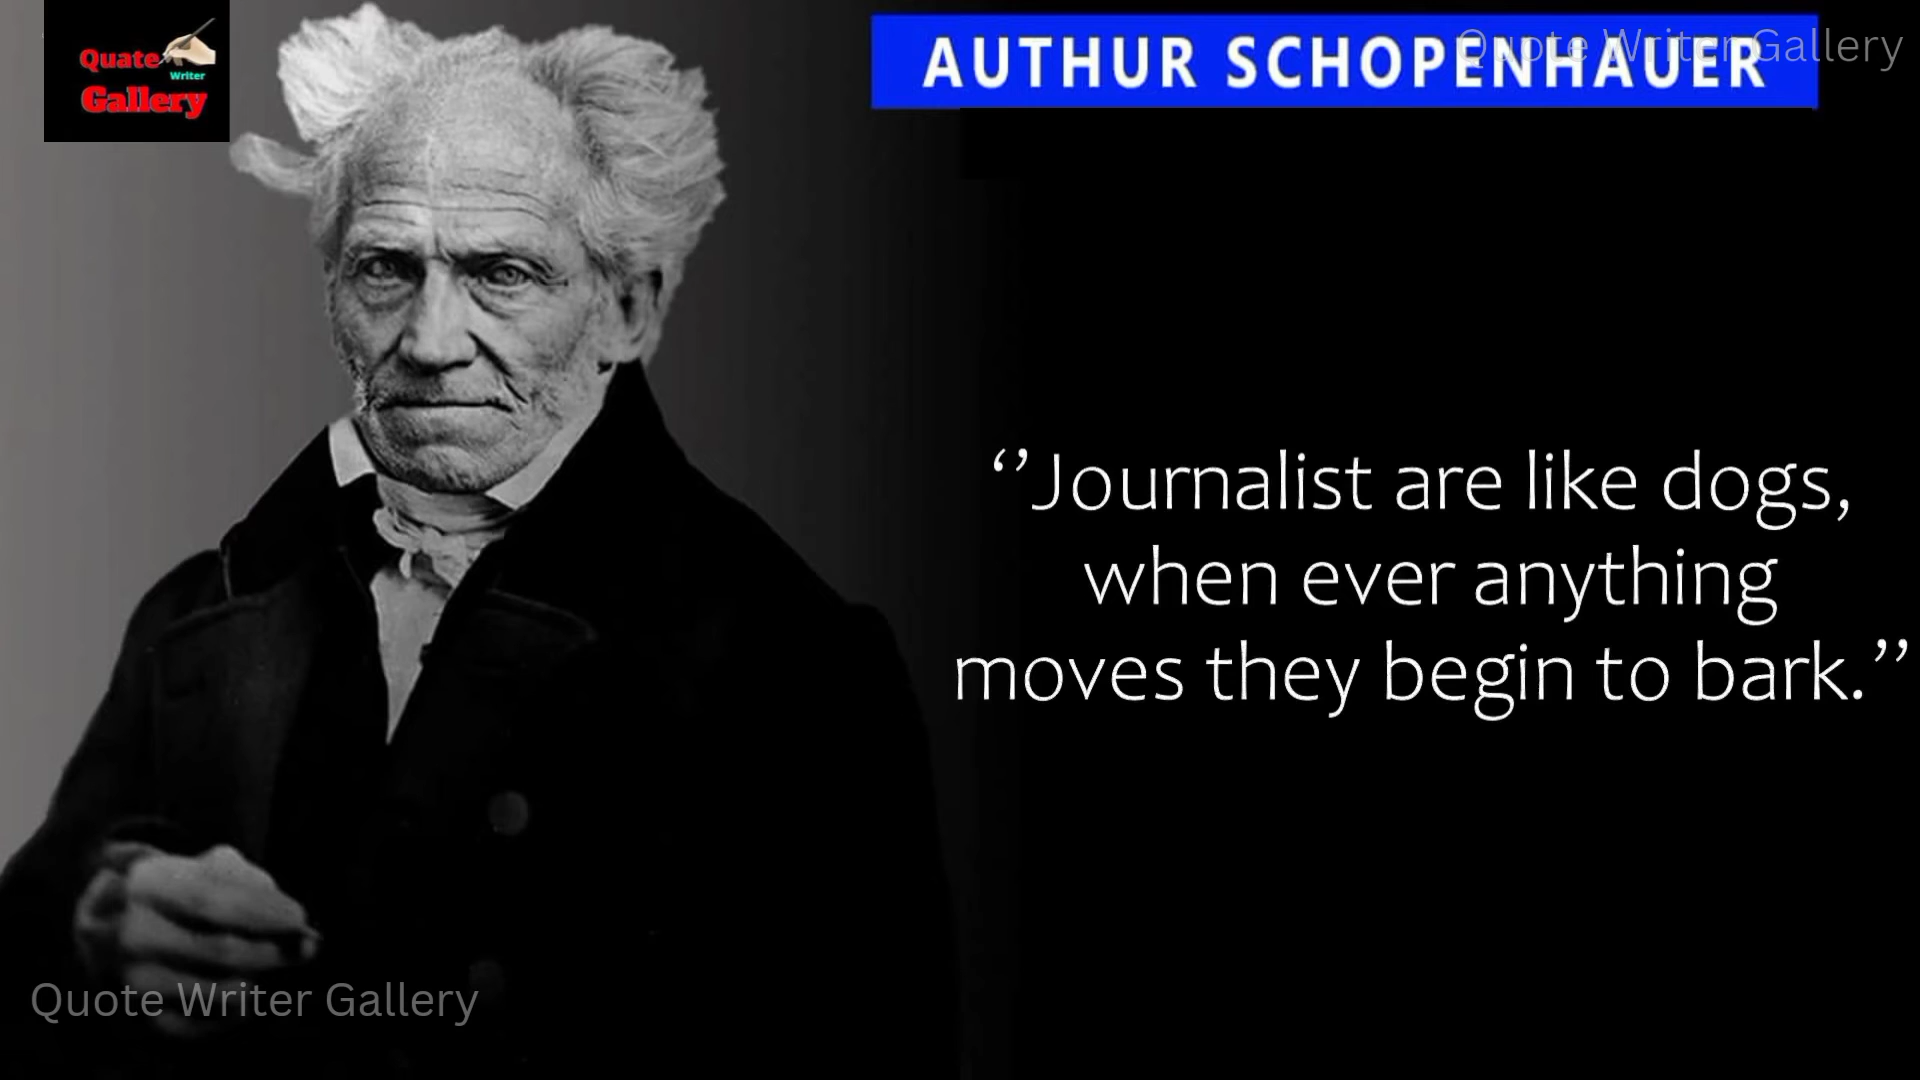 Quate
Writer
Gallery
AUTHUR SCHOPENHAUER
Quote Writer Gallery
‘’Journalist are like dogs,
when ever anything
moves they begin to bark.’’
Quote Writer Gallery